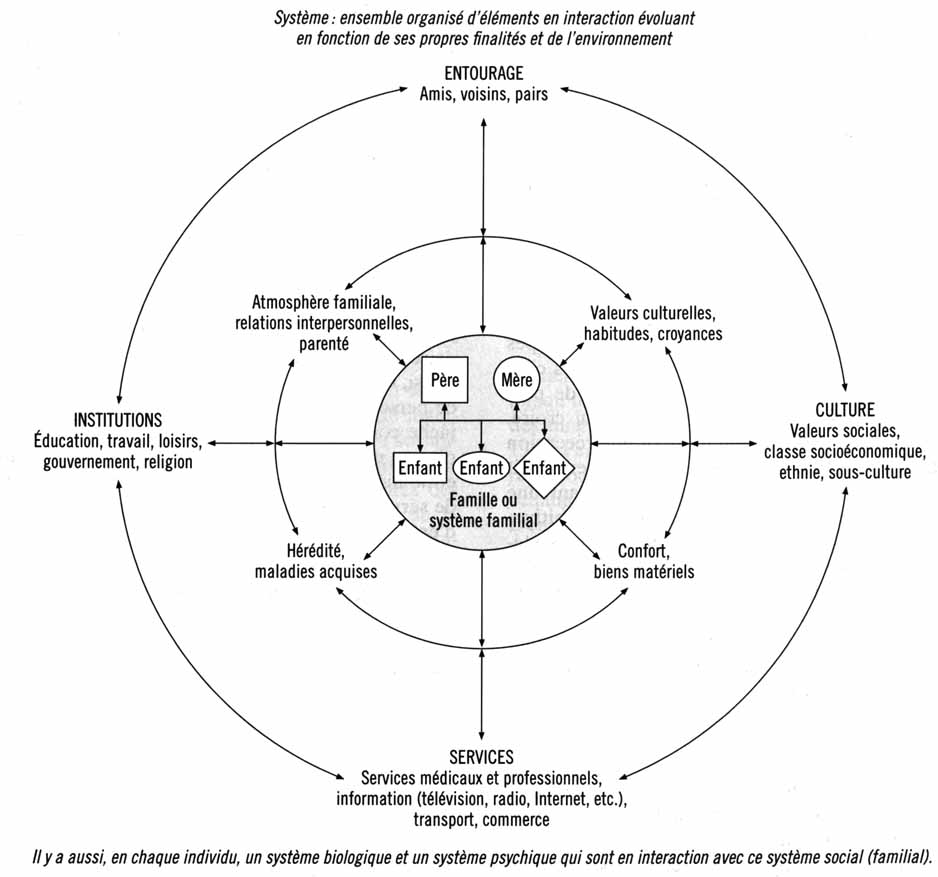 Système : ensemble organisé d'éléments en interaction évoluant
en fonction de ses propres finalités et de l'environnement
ENTOURAGE
Amis, voisins, pairs
Atmosphère familiale,
relations interpersonnelles,
parenté
Valeurs culturelles,
habitudes, croyances
Père
Mère
INSTITUTIONS
Éducation, travail, loisirs,
gouvernement, religion
CULTURE
Valeurs sociales,
classe socioéconomique,
ethnie, sous-culture
Enfant
Enfant
Enfant
Famille ou
système familial
Hérédité,
maladies acquises
Confort,
biens matériels
SERVICES
Services médicaux et professionnels,
information (télévision, radio, Internet, etc.),
transport, commerce
Il y a aussi, en chaque individu, un système biologique et un système psychique qui sont en interaction avec ce système social (familial).